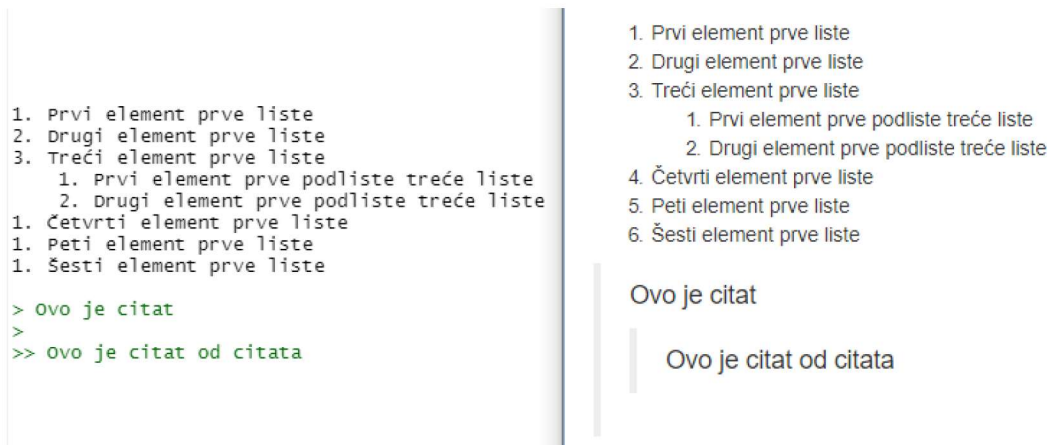 1. Prvi element prve liste
2. Drugi element prve liste
3. Treći element prve liste
    1. Prvi element prve podliste treće liste
    2. Drugi element prve podliste treće liste
1. Četvrti element prve liste
1. Peti element prve liste
1. Šesti element prve liste
> Ovo je citat
>
>> Ovo je citat od citata
1. Prvi element prve liste
2. Drugi element prve liste
3. Treći element prve liste
    1. Prvi element prve podliste treće liste
    2. Drugi element prve podliste treće liste
4. Četvrti element prve liste
5. Peti element prve liste
6. Šesti element prve liste
Ovo je citat
Ovo je citat od citata